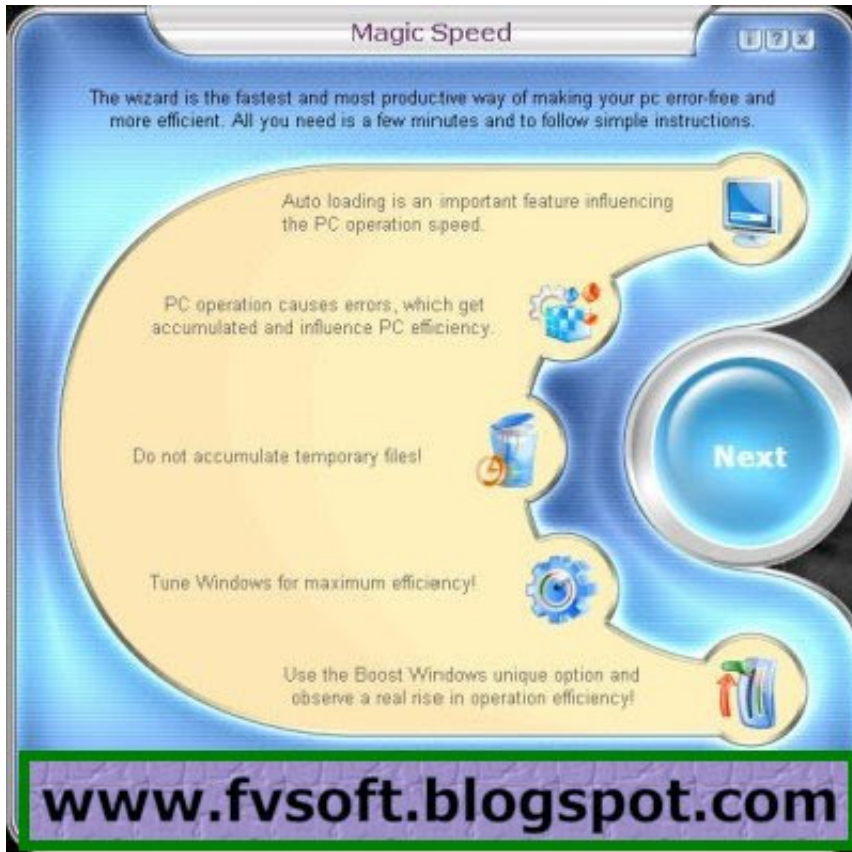 Magic Speed
i ? x
The wizard is the fastest and most productive way of making your pc error-free and
more efficient. All you need is a few minutes and to follow simple instructions.
Auto loading is an important feature influencing
the PC operation speed.
PC operation causes errors, which get
accumulated and influence PC efficiency.
Do not accumulate temporary files!
Next
Tune Windows for maximum efficiency!
Use the Boost Windows unique option and
observe a real rise in operation efficiency!
www.fvsoft.blogspot.com